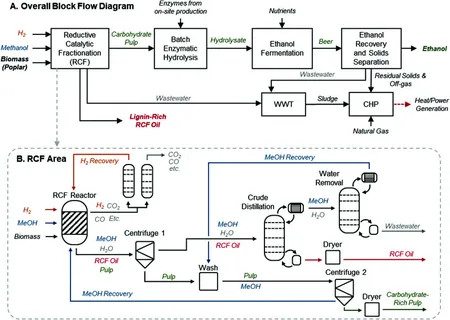 A. Overall Block Flow Diagram
Enzymes from
on-site production
Nutrients
H2
Methanol
Biomass
(Poplar)
Reductive
Catalytic
Fractionation
(RCF)
Carbohydrate
Pulp
Batch
Enzymatic
Hydrolysis
Hydrolysate
Ethanol
Fermentation
Beer
Ethanol
Recovery
and Solids
Separation
Ethanol
Wastewater
Residual Solids &
Off-gas
Wastewater
WWT
Sludge
CHP
Heat/Power
Generation
Lignin-Rich
RCF Oil
Natural Gas
B. RCF Area
H2 Recovery
CO2
CO
etc.
MeOH Recovery
Water
Removal
RCF Reactor
H2 CO2
CO Etc.
Crude
Distillation
MeOH
H2O
H2
MeOH
Biomass
MeOH
H2O
RCF Oil
Pulp
Centrifuge 1
MeOH
H2O
RCF Oil
Wastewater
Dryer
RCF Oil
Pulp
Wash
Pulp
MeOH
Centrifuge 2
MeOH Recovery
Dryer
Carbohydrate-
Rich Pulp